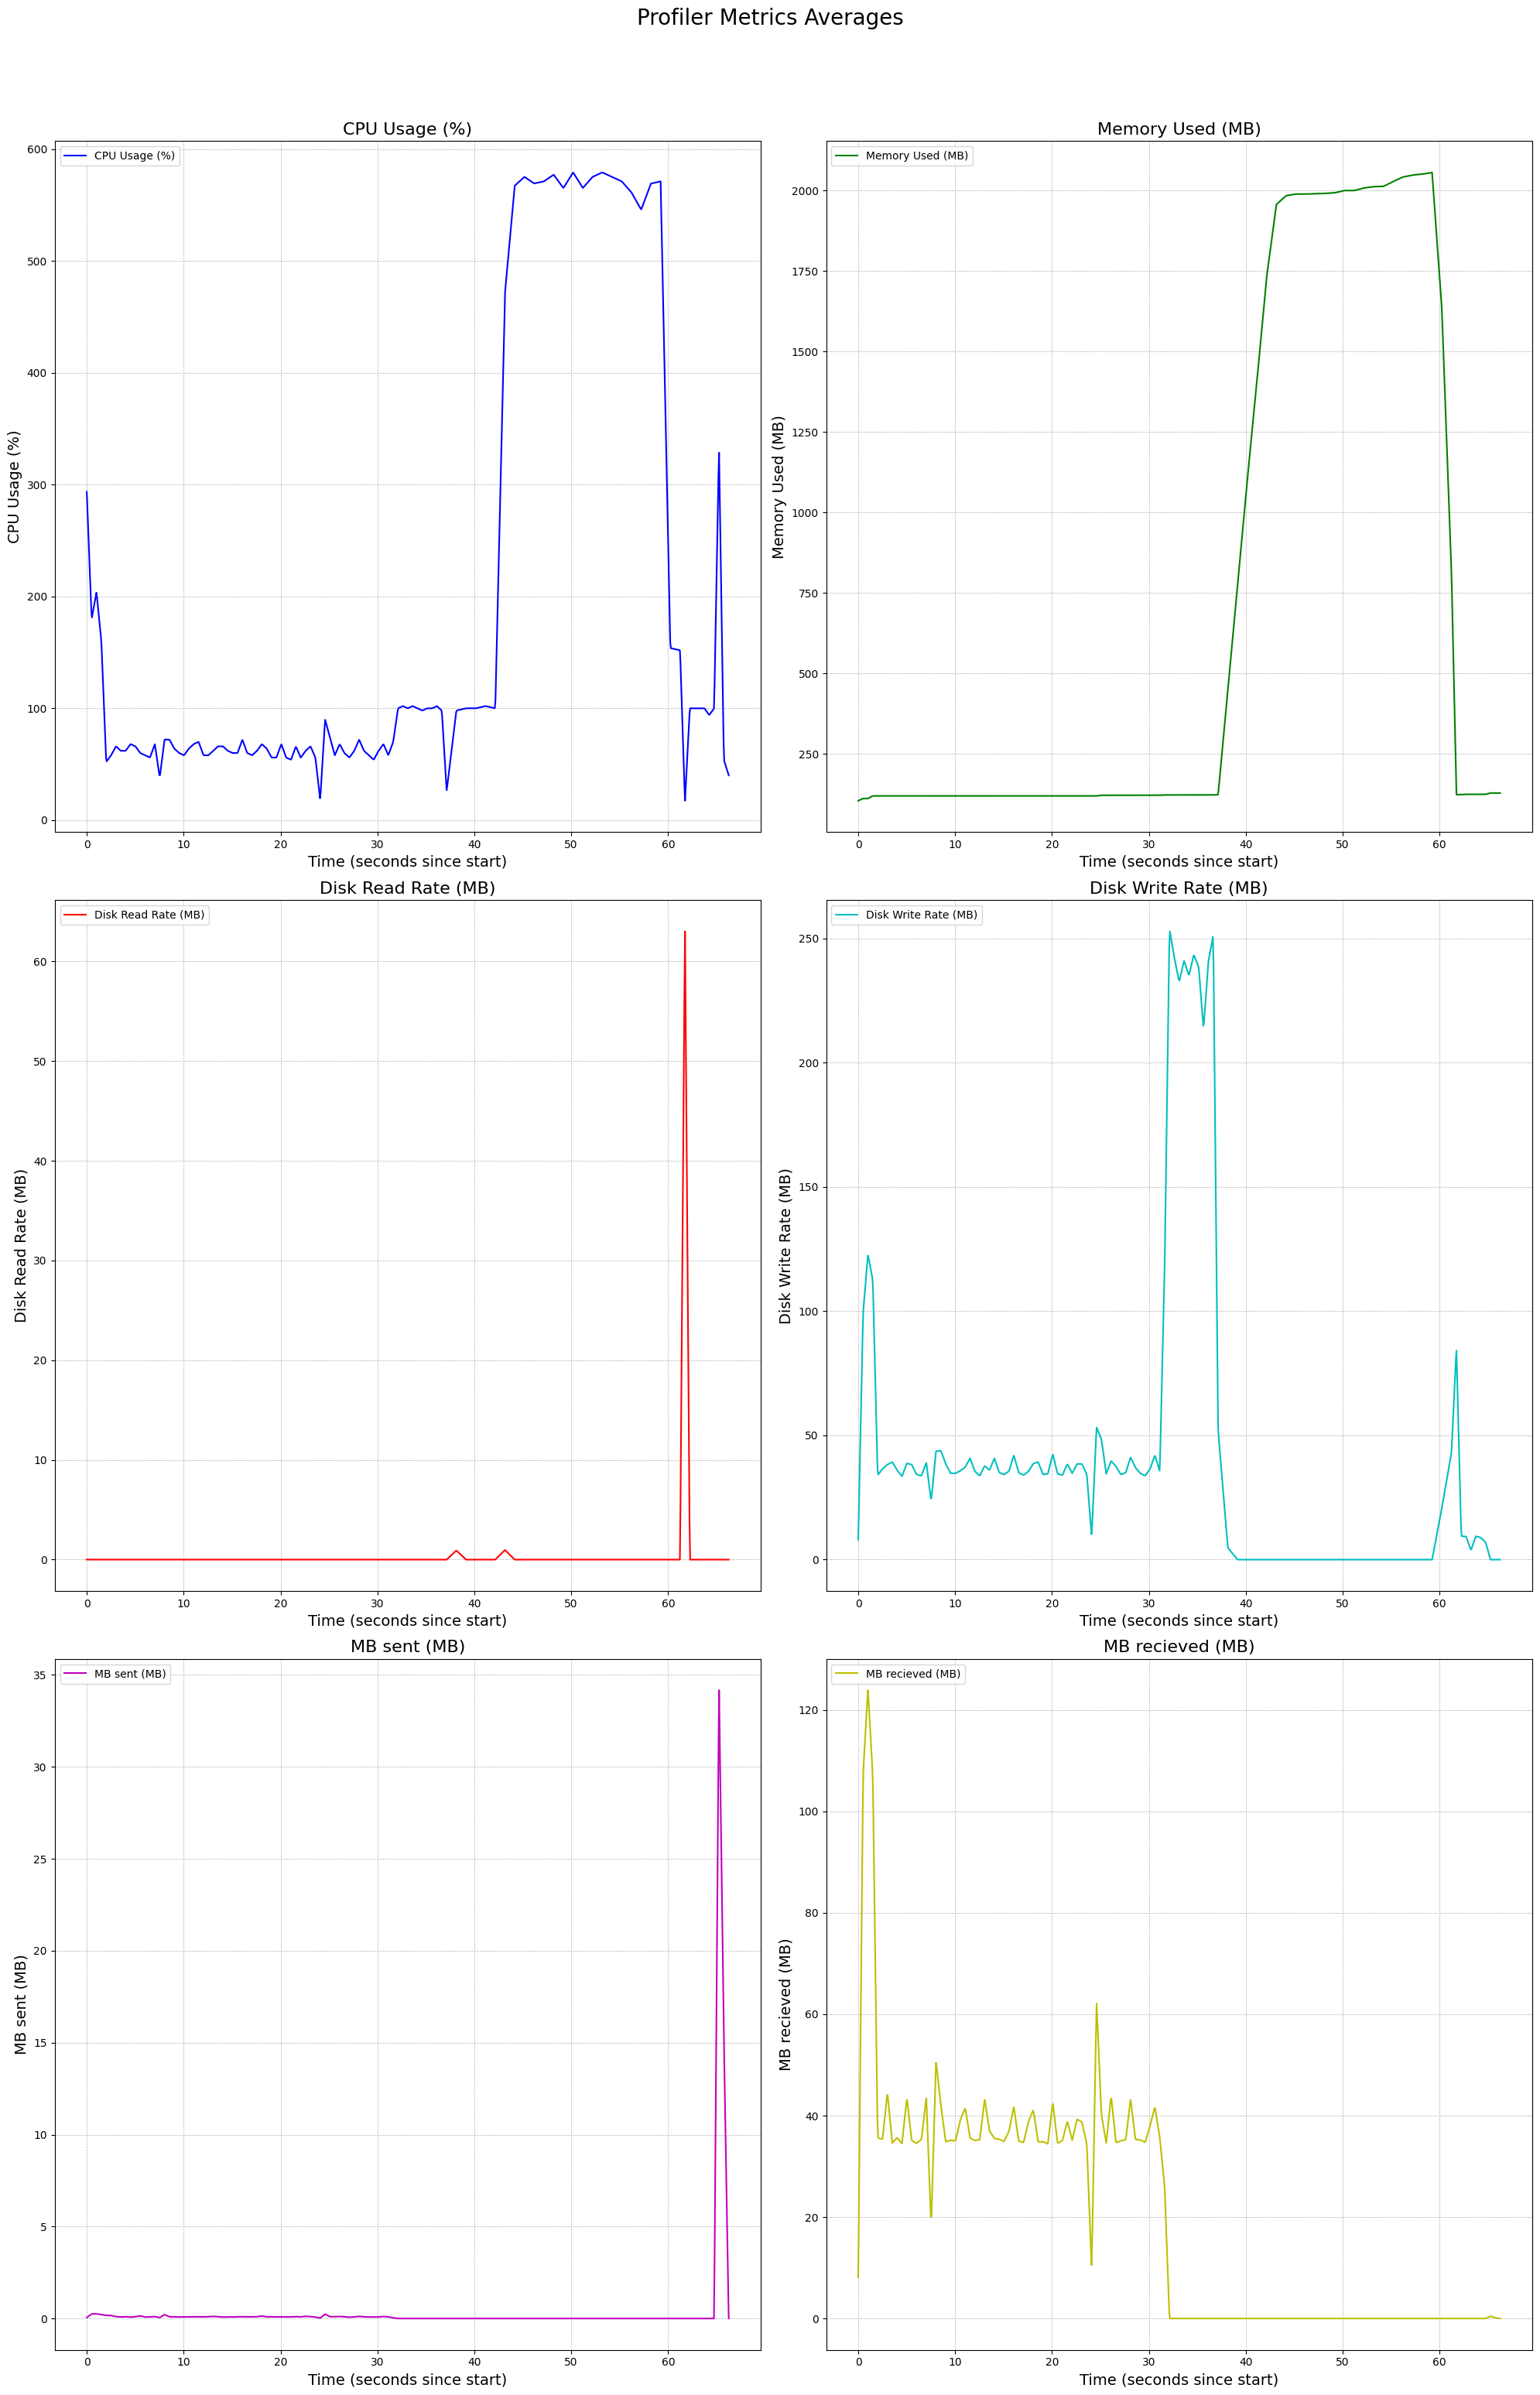 Profiler Metrics Averages
CPU Usage (%)
CPU Usage (%)
CPU Usage (%)
600
500
400
300
200
100
0
0 10 20 30 40 50 60
Time (seconds since start)
Memory Used (MB)
Memory Used (MB)
Memory Used (MB)
2000
1750
1500
1250
1000
750
500
250
0 10 20 30 40 50 60
Time (seconds since start)
Disk Read Rate (MB)
Disk Read Rate (MB)
Disk Read Rate (MB)
60
50
40
30
20
10
0
0 10 20 30 40 50 60
Time (seconds since start)
Disk Write Rate (MB)
Disk Write Rate (MB)
Disk Write Rate (MB)
250
200
150
100
50
0
0 10 20 30 40 50 60
Time (seconds since start)
MB sent (MB)
MB sent (MB)
MB sent (MB)
35
30
25
20
15
10
5
0
0 10 20 30 40 50 60
Time (seconds since start)
MB recieved (MB)
MB recieved (MB)
MB recieved (MB)
120
100
80
60
40
20
0
0 10 20 30 40 50 60
Time (seconds since start)